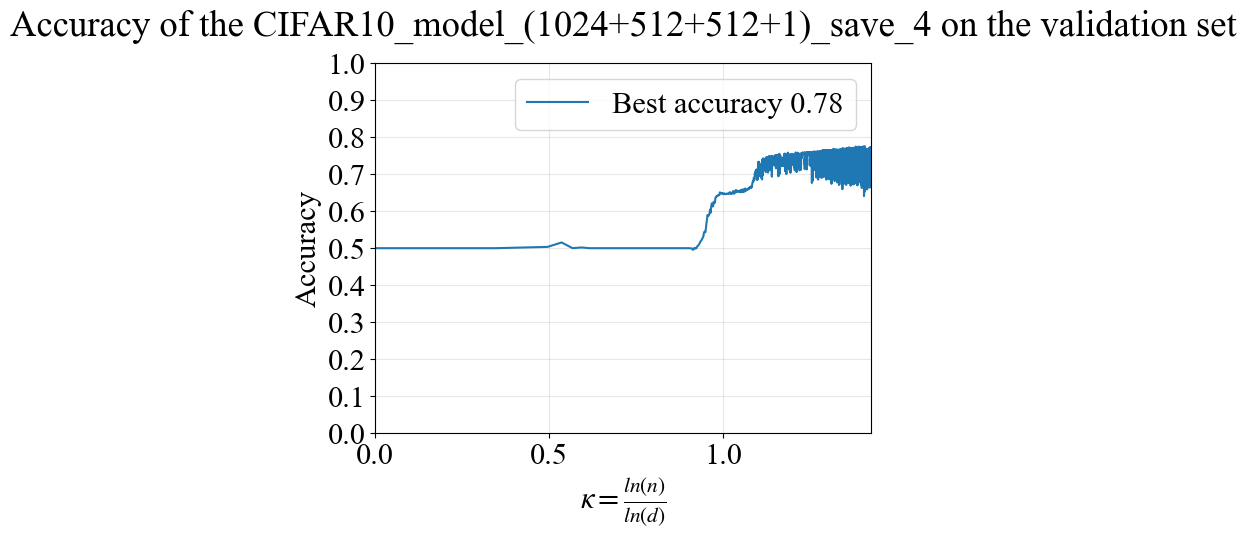 Accuracy of the CIFAR10_model_(1024+512+512+1)_save_4 on the validation set
Best accuracy 0.78
Accuracy
1.0
0.9
0.8
0.7
0.6
0.5
0.4
0.3
0.2
0.1
0.0
0.0 0.5 1.0
κ = ln(n)/ln(d)